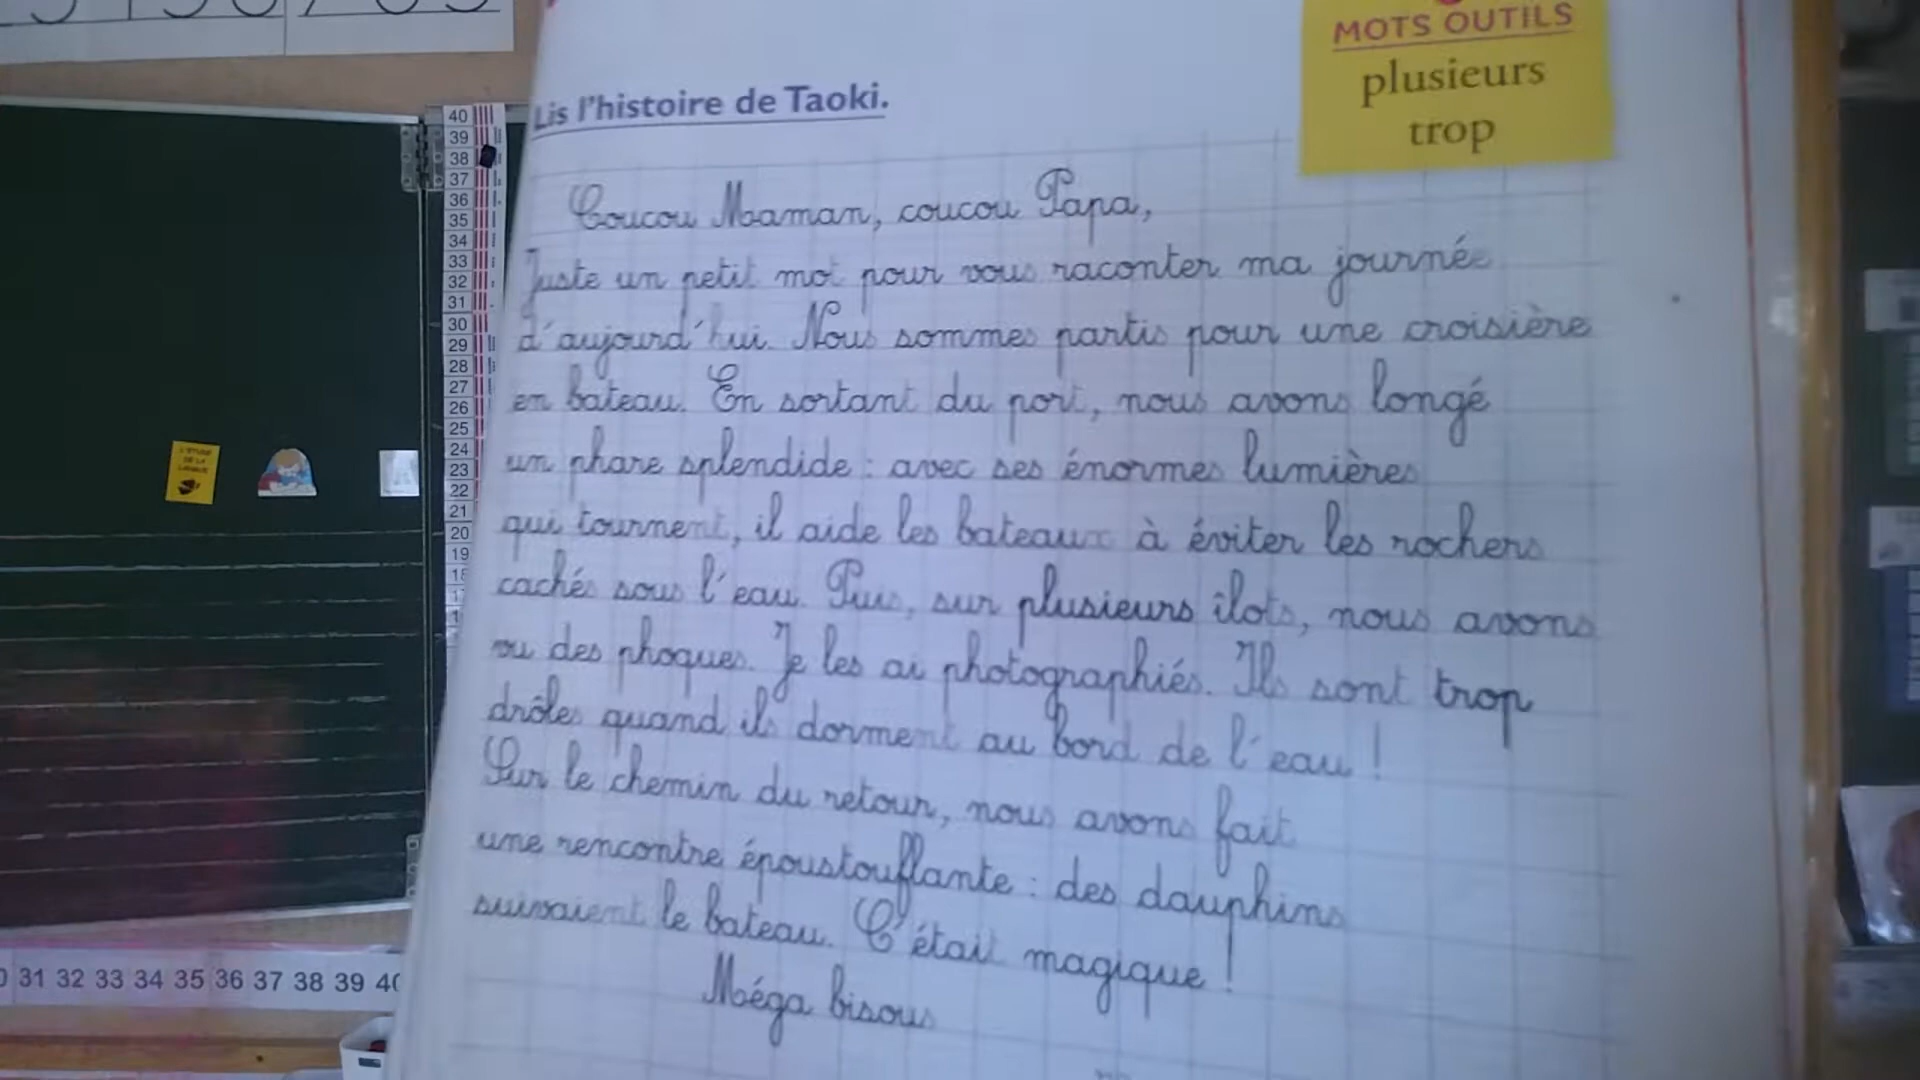 MOTS OUTILS
plusieurs
trop
Lis l'histoire de Taoki.
Coucou Maman, coucou Papa,
Juste un petit mot pour vous raconter ma journée
d'aujourd'hui. Nous sommes partis pour une croisière
en bateau. En sortant du port, nous avons longé
un phare splendide : avec ses énormes lumières
qui tournent, il aide les bateaux à éviter les rochers
cachés sous l'eau. Puis, sur plusieurs îlots, nous avons
vu des phoques. Je les ai photographiés. Ils sont trop
drôles quand ils dorment au bord de l'eau !
Sur le chemin du retour, nous avons fait
une rencontre époustouflante : des dauphins
suivaient le bateau. C'était magique !
Méga bisous
40
39
38
37
36
35
34
33
32
31
30
29
28
27
26
25
24
23
22
21
20
19
L'ÉTUDE
DE LA
LANGUE
A
31 32 33 34 35 36 37 38 39 40